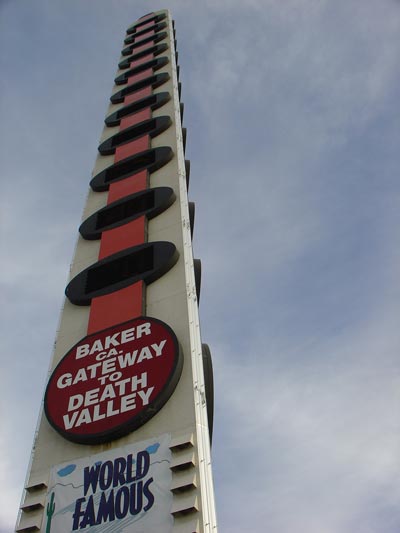 BAKER
CA.
GATEWAY
TO
DEATH
VALLEY
WORLD
FAMOUS